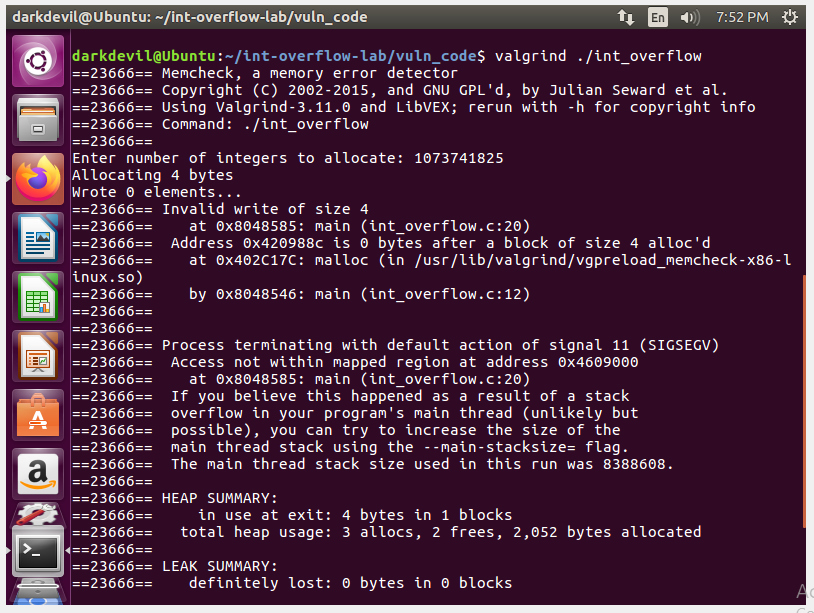 darkdevil@Ubuntu: ~/int-overflow-lab/vuln_code
En
7:52 PM
darkdevil@Ubuntu:~/int-overflow-lab/vuln_code$ valgrind ./int_overflow
==23666== Memcheck, a memory error detector
==23666== Copyright (C) 2002-2015, and GNU GPL'd, by Julian Seward et al.
==23666== Using Valgrind-3.11.0 and LibVEX; rerun with -h for copyright info
==23666== Command: ./int_overflow
==23666==
Enter number of integers to allocate: 1073741825
Allocating 4 bytes
Wrote 0 elements...
==23666== Invalid write of size 4
==23666==    at 0x8048585: main (int_overflow.c:20)
==23666==  Address 0x420988c is 0 bytes after a block of size 4 alloc'd
==23666==    at 0x402C17C: malloc (in /usr/lib/valgrind/vgpreload_memcheck-x86-l
inux.so)
==23666==    by 0x8048546: main (int_overflow.c:12)
==23666==
==23666==
==23666== Process terminating with default action of signal 11 (SIGSEGV)
==23666==  Access not within mapped region at address 0x4609000
==23666==    at 0x8048585: main (int_overflow.c:20)
==23666==  If you believe this happened as a result of a stack
==23666==  overflow in your program's main thread (unlikely but
==23666==  possible), you can try to increase the size of the
==23666==  main thread stack using the --main-stacksize= flag.
==23666==  The main thread stack size used in this run was 8388608.
==23666==
==23666== HEAP SUMMARY:
==23666==     in use at exit: 4 bytes in 1 blocks
==23666==   total heap usage: 3 allocs, 2 frees, 2,052 bytes allocated
==23666==
==23666== LEAK SUMMARY:
==23666==    definitely lost: 0 bytes in 0 blocks